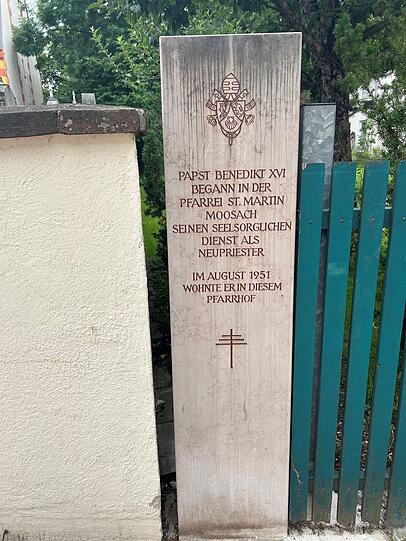 PAPST BENEDIKT XVI
BEGANN IN DER
PFARREI ST. MARTIN
MOOSACH
SEINEN SEELSORGLICHEN
DIENST ALS
NEUPRIESTER
IM AUGUST 1951
WOHNTE ER IN DIESEM
PFARRHOF